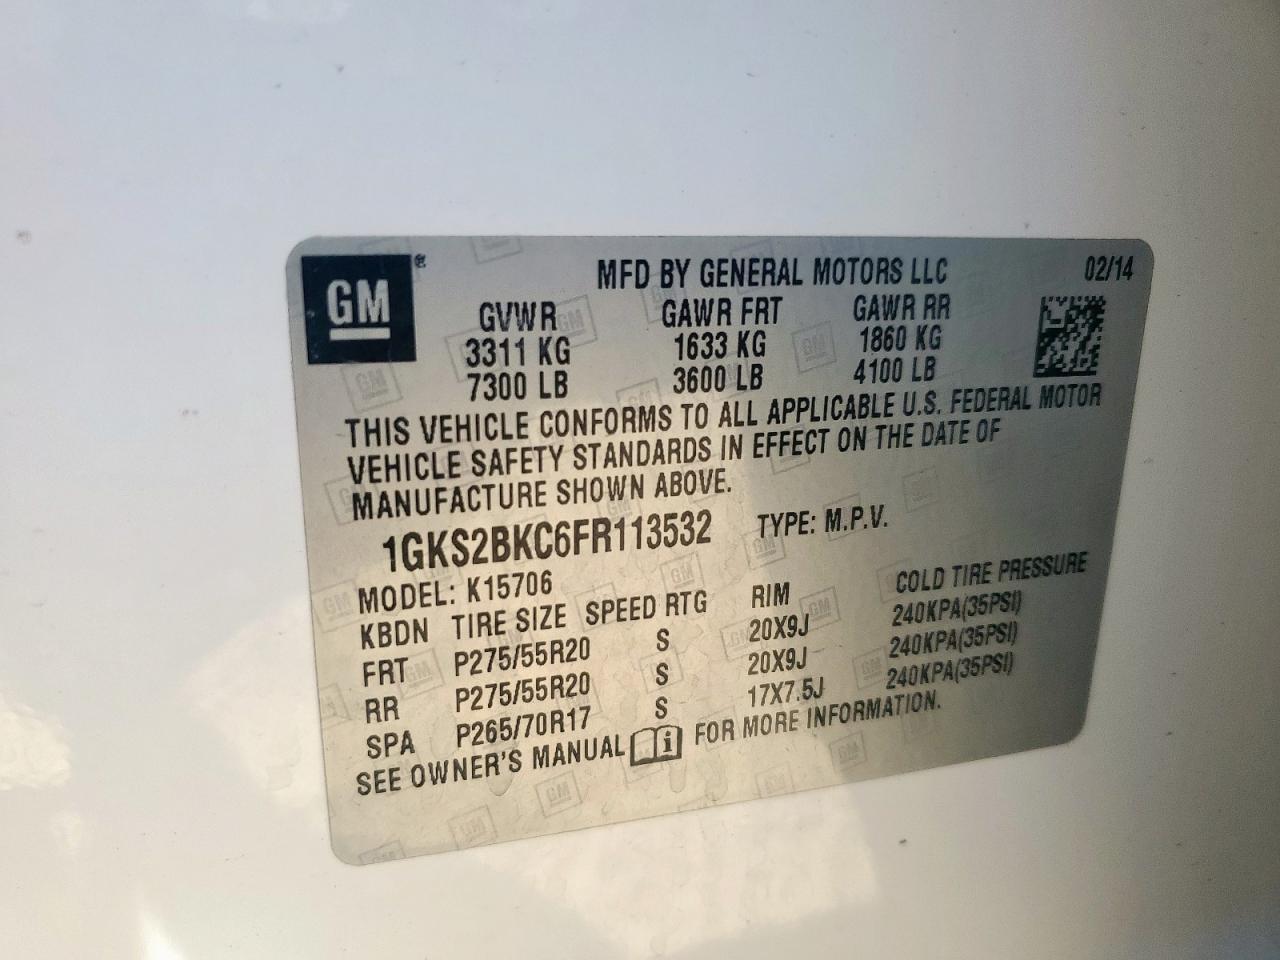 GM®
MFD BY GENERAL MOTORS LLC 02/14
GVWR GAWR FRT GAWR RR
3311 KG 1633 KG 1860 KG
7300 LB 3600 LB 4100 LB
THIS VEHICLE CONFORMS TO ALL APPLICABLE U.S. FEDERAL MOTOR
VEHICLE SAFETY STANDARDS IN EFFECT ON THE DATE OF
MANUFACTURE SHOWN ABOVE.
1GKS2BKC6FR113532 TYPE: M.P.V.
MODEL: K15706
KBDN TIRE SIZE SPEED RTG RIM COLD TIRE PRESSURE
FRT P275/55R20 S 20X9J 240KPA(35PSI)
RR P275/55R20 S 20X9J 240KPA(35PSI)
SPA P265/70R17 S 17X7.5J 240KPA(35PSI)
SEE OWNER'S MANUAL i FOR MORE INFORMATION.